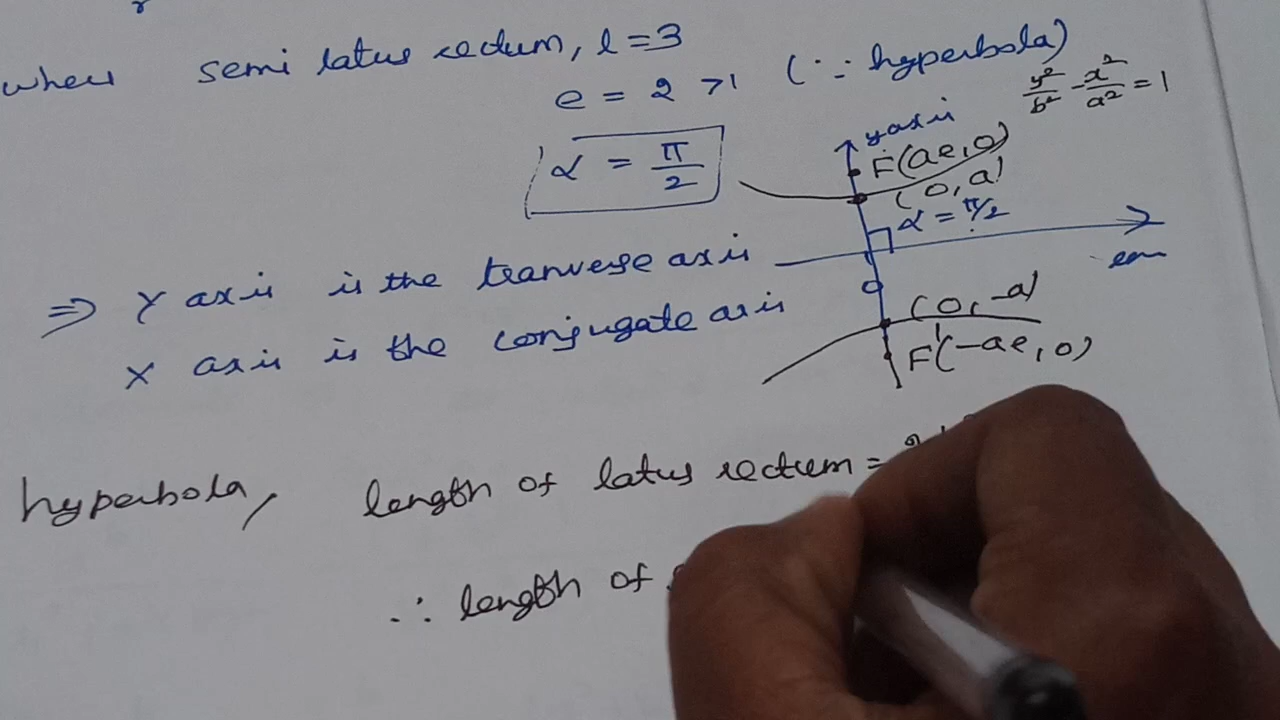 where semi latus rectum, l = 3
e = 2 > 1 (∵ hyperbola)
y²/b² - x²/a² = 1
α = π/2
y axis
F(ae, 0)
(0, a)
α = π/2
⇒ Y axis is the tranverse axis
X axis is the conjugate axis
(0, -a)
F'(-ae, 0)
hyperbola, length of latus rectum =
∴ length of